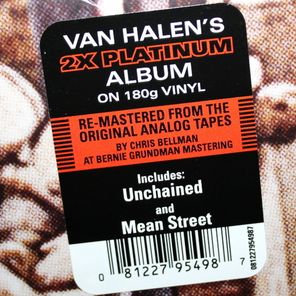 VAN HALEN'S
2X PLATINUM
ALBUM
ON 180g VINYL
RE-MASTERED FROM THE
ORIGINAL ANALOG TAPES
BY CHRIS BELLMAN
AT BERNIE GRUNDMAN MASTERING
Includes:
Unchained
and
Mean Street
0 81227 95498 7
081227954987